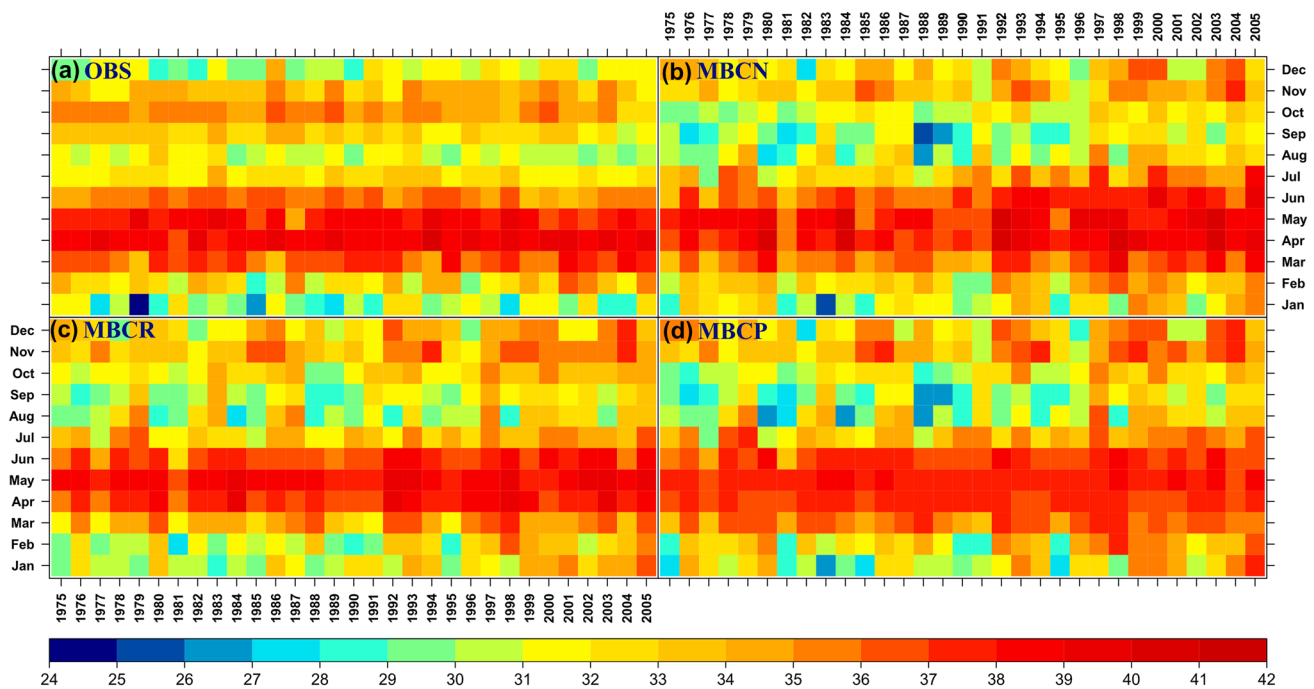 1975 1976 1977 1978 1979 1980 1981 1982 1983 1984 1985 1986 1987 1988 1989 1990 1991 1992 1993 1994 1995 1996 1997 1998 1999 2000 2001 2002 2003 2004 2005
(a) OBS
(b) MBCN
Dec
Nov
Oct
Sep
Aug
Jul
Jun
May
Apr
Mar
Feb
Jan
(c) MBCR
(d) MBCP
Dec
Nov
Oct
Sep
Aug
Jul
Jun
May
Apr
Mar
Feb
Jan
1975 1976 1977 1978 1979 1980 1981 1982 1983 1984 1985 1986 1987 1988 1989 1990 1991 1992 1993 1994 1995 1996 1997 1998 1999 2000 2001 2002 2003 2004 2005
24 25 26 27 28 29 30 31 32 33 34 35 36 37 38 39 40 41 42